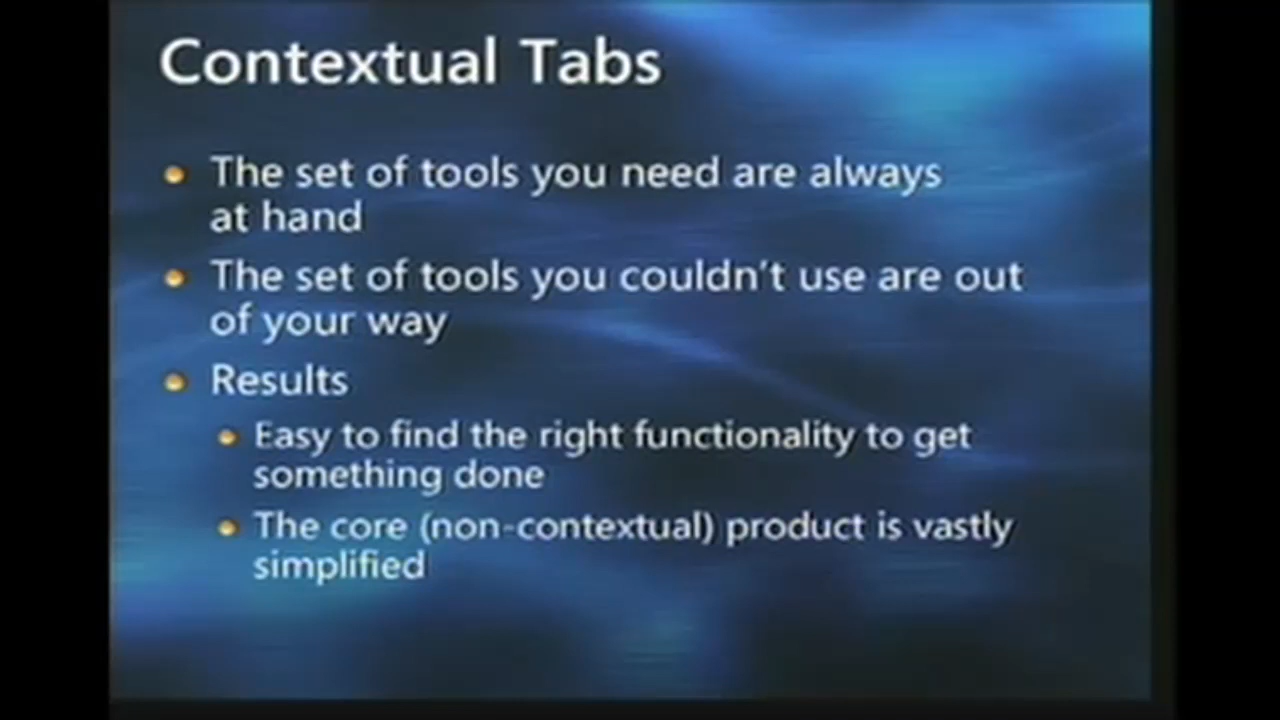 Contextual Tabs
The set of tools you need are always
at hand
The set of tools you couldn't use are out
of your way
Results
Easy to find the right functionality to get
something done
The core (non-contextual) product is vastly
simplified